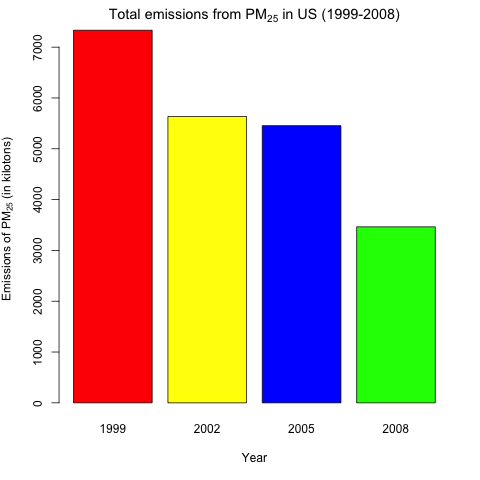 Total emissions from PM₂₅ in US (1999-2008)
Emissions of PM₂₅ (in kilotons)
7000
6000
5000
4000
3000
2000
1000
0
1999 2002 2005 2008
Year